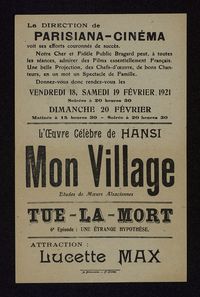 La DIRECTION de
PARISIANA-CINÉMA
voit ses efforts couronnés de succès.
Notre Cher et Fidèle Public Bragard peut, à toutes
séances, admirer des Films essentiellement Français.
Une belle Projection, des Chefs-d'œuvre, de bons Chan-
teurs, en un mot un Spectacle de Famille.
Donnez-vous donc rendez-vous les
VENDREDI 18, SAMEDI 19 FÉVRIER 1921
Soirées à 20 heures 30
DIMANCHE 20 FÉVRIER
Matinée à 15 heures 30 - Soirée à 20 heures 30
L'Œuvre Célèbre de HANSI
Mon Village
Etudes de Mœurs Alsaciennes
TUE-LA-MORT
6e Episode : UNE ÉTRANGE HYPOTHÈSE.
ATTRACTION :
Lucette MAX